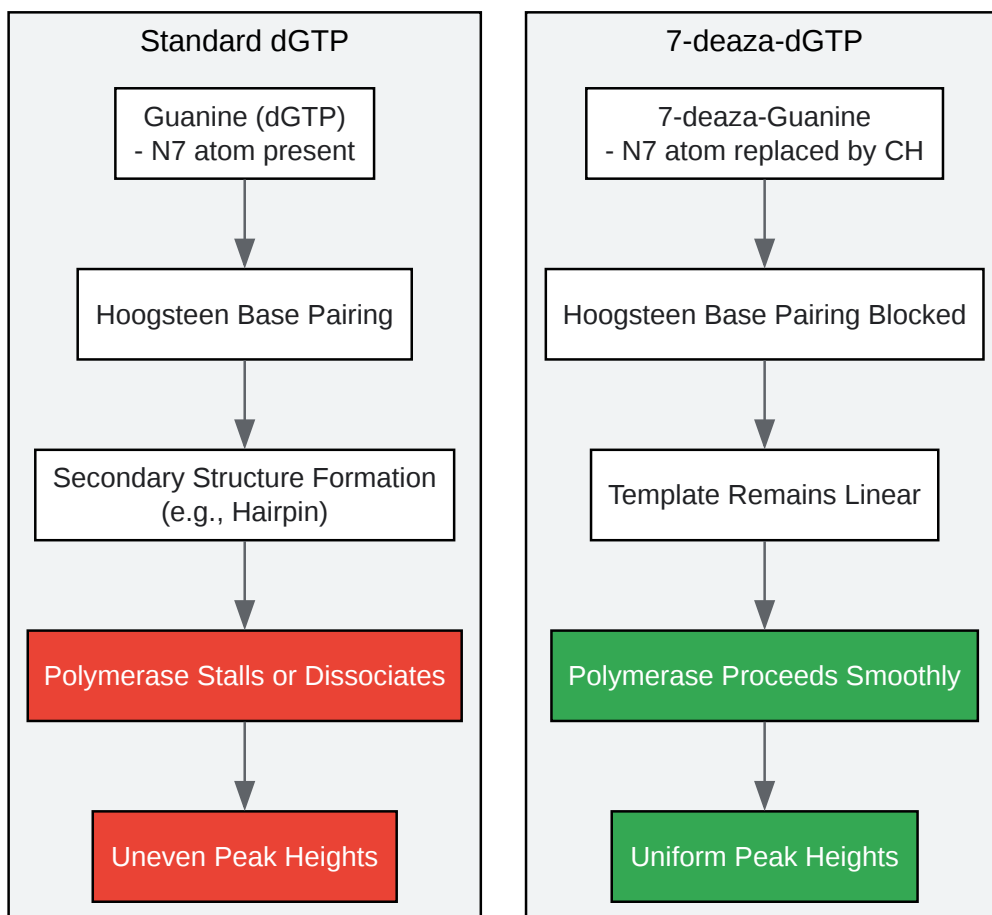 Standard dGTP
Guanine (dGTP)
- N7 atom present
Hoogsteen Base Pairing
Secondary Structure Formation
(e.g., Hairpin)
Polymerase Stalls or Dissociates
Uneven Peak Heights
7-deaza-dGTP
7-deaza-Guanine
- N7 atom replaced by CH
Hoogsteen Base Pairing Blocked
Template Remains Linear
Polymerase Proceeds Smoothly
Uniform Peak Heights